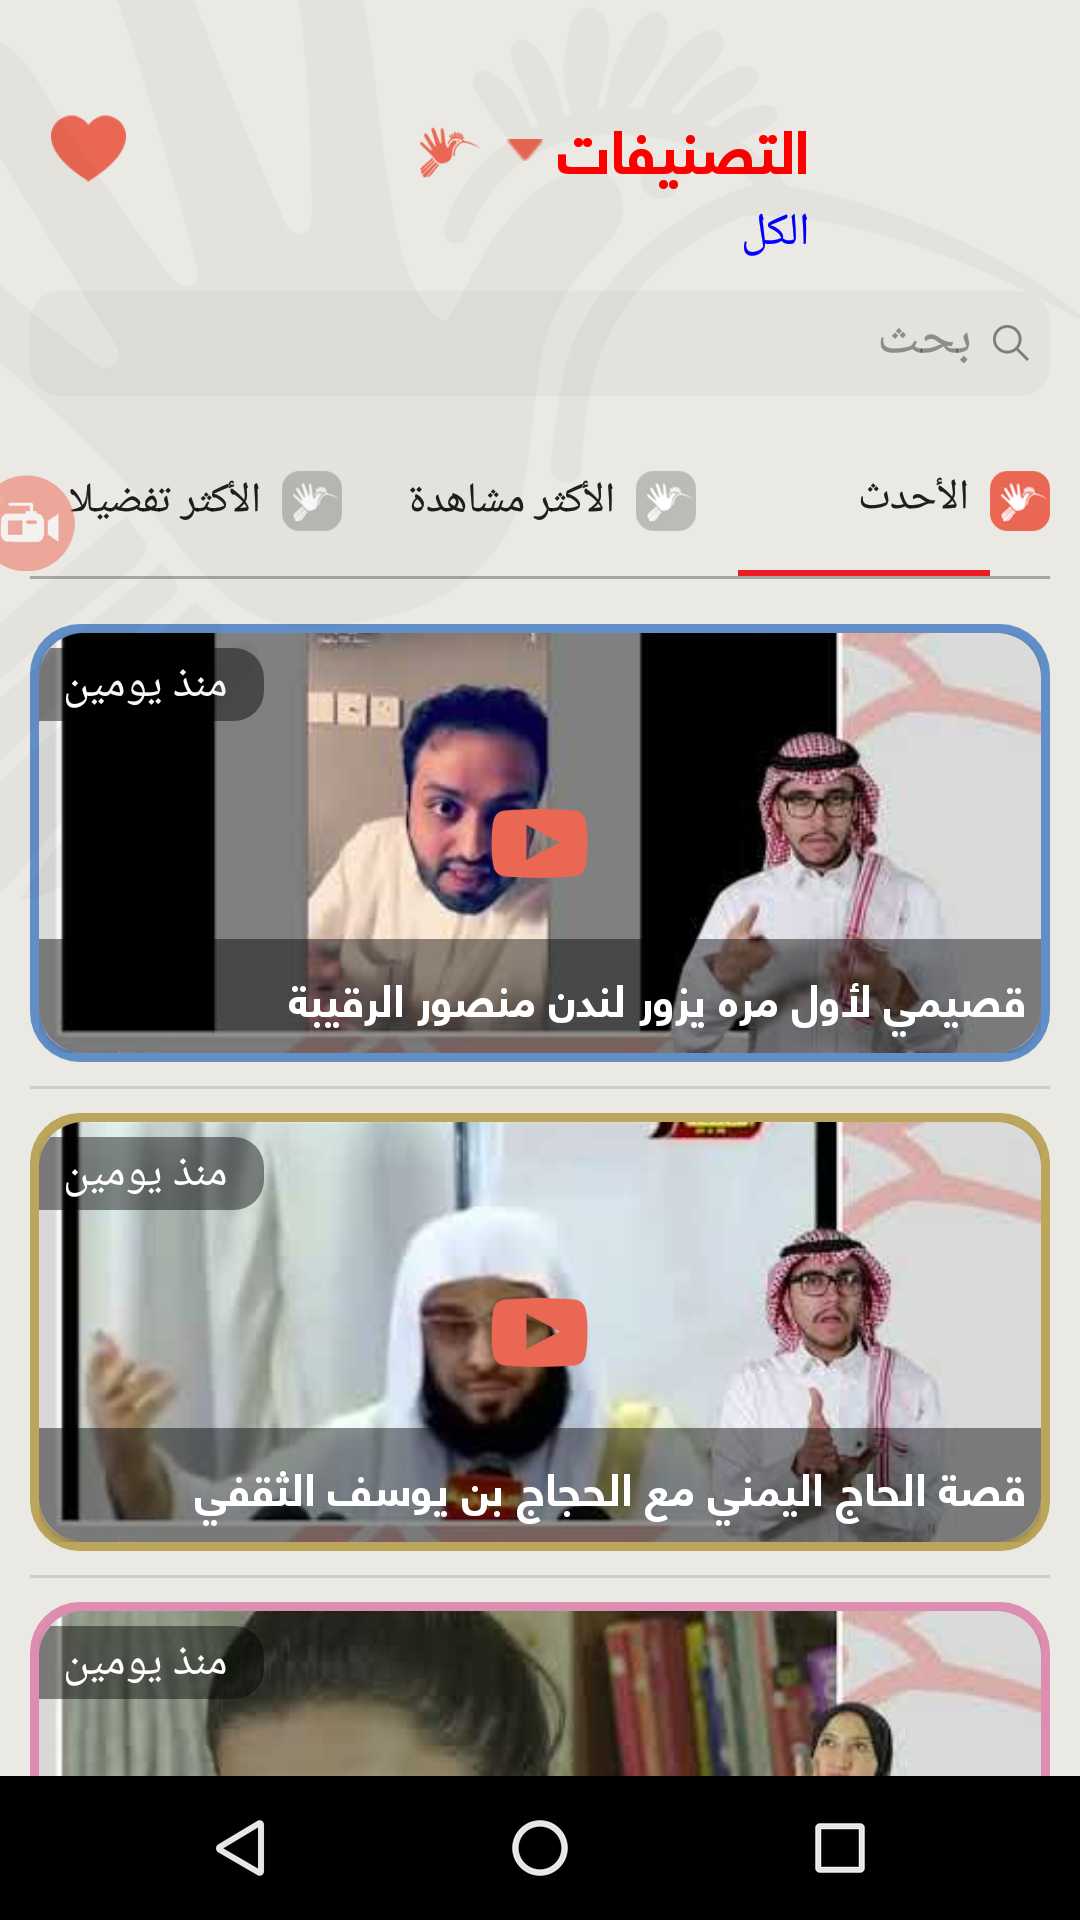 التصنيفات
الكل
بحث
الأحدث
الأكثر مشاهدة
الأكثر تفضيلا
منذ يومين
قصيمي لأول مره يزور لندن منصور الرقيبة
منذ يومين
قصة الحاج اليمني مع الحجاج بن يوسف الثقفي
منذ يومين